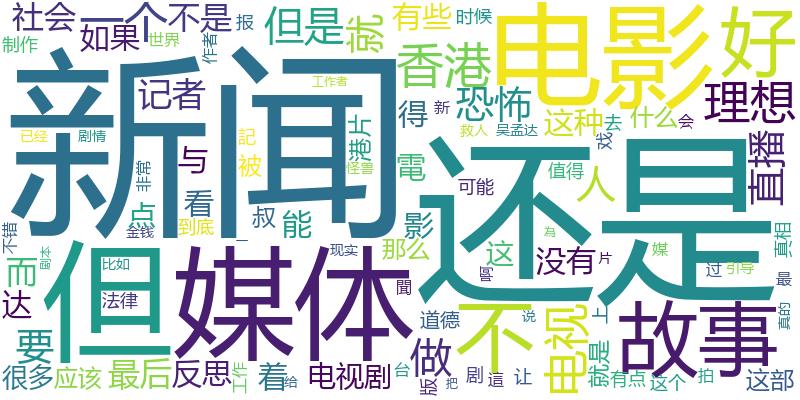 社会
一个
不是
但是
就
有些
时候
电影
好
制作
如果
世界
报
作者
香港
新闻
记者
工作者
恐怖
理想
得
新
这种
去
什么
会
已经
剧情
记
港片
救人
吴孟达
戏
非常
与
被
怪兽
電
值得
人
直播
点
看
叔
能
影
可能
还是
不错
金钱
到底
一
那么
这
没有
片
為
媒
真相
而
副本
但
比如
媒体
现实
聞
写
过
引导
最
达
法律
道德
说
不
电视
上
故事
真的
要
很多
应该
最后
反思
工作
着
给
电视剧
台
做
版
把
剧
這
让
就是
有点
这个
拍
这部